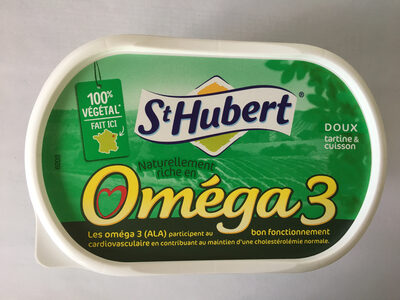 100%
VÉGÉTAL*
FAIT ICI
St Hubert®
DOUX
tartine &
cuisson
Naturellement
riche en
Oméga 3
Les oméga 3 (ALA) participent au bon fonctionnement
cardiovasculaire en contribuant au maintien d'une cholestérolémie normale.